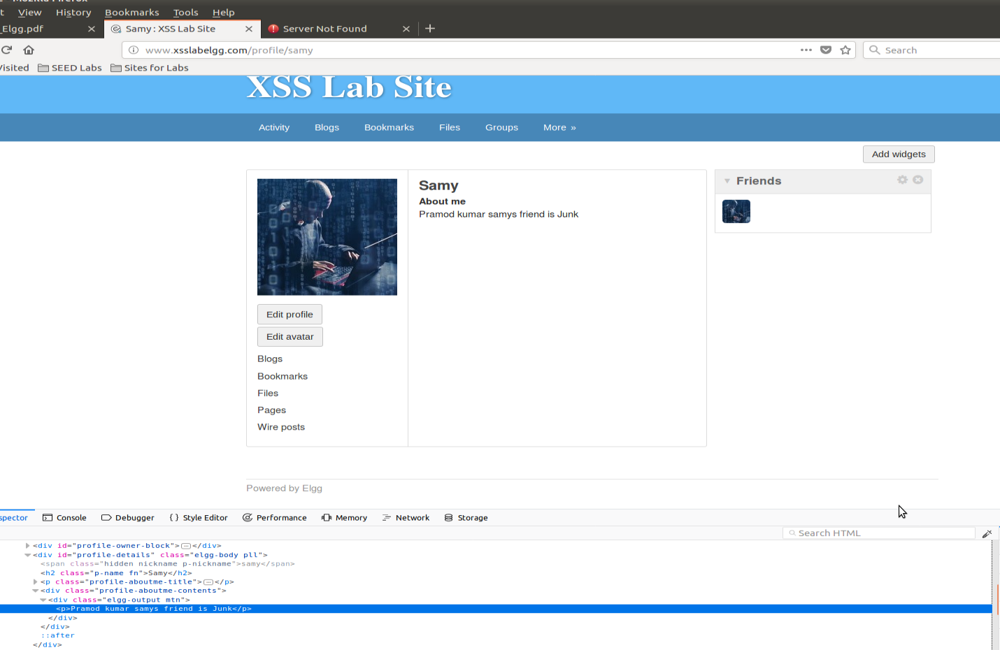 t View History Bookmarks Tools Help
_Elgg.pdf Samy : XSS Lab Site Server Not Found
www.xsslabelgg.com/profile/samy Search
Visited SEED Labs Sites for Labs
XSS Lab Site
Activity Blogs Bookmarks Files Groups More »
Add widgets
Samy
About me
Pramod kumar samys friend is Junk
Friends
Edit profile
Edit avatar
Blogs
Bookmarks
Files
Pages
Wire posts
Powered by Elgg
spector Console Debugger { } Style Editor Performance Memory Network Storage
Search HTML
<div id="profile-owner-block">…</div>
<div id="profile-details" class="elgg-body pll">
<span class="hidden nickname p-nickname">samy</span>
<h2 class="p-name fn">Samy</h2>
<p class="profile-aboutme-title">…</p>
<div class="profile-aboutme-contents">
<div class="elgg-output mtn">
<p>Pramod kumar samys friend is Junk</p>
</div>
</div>
::after
</div>